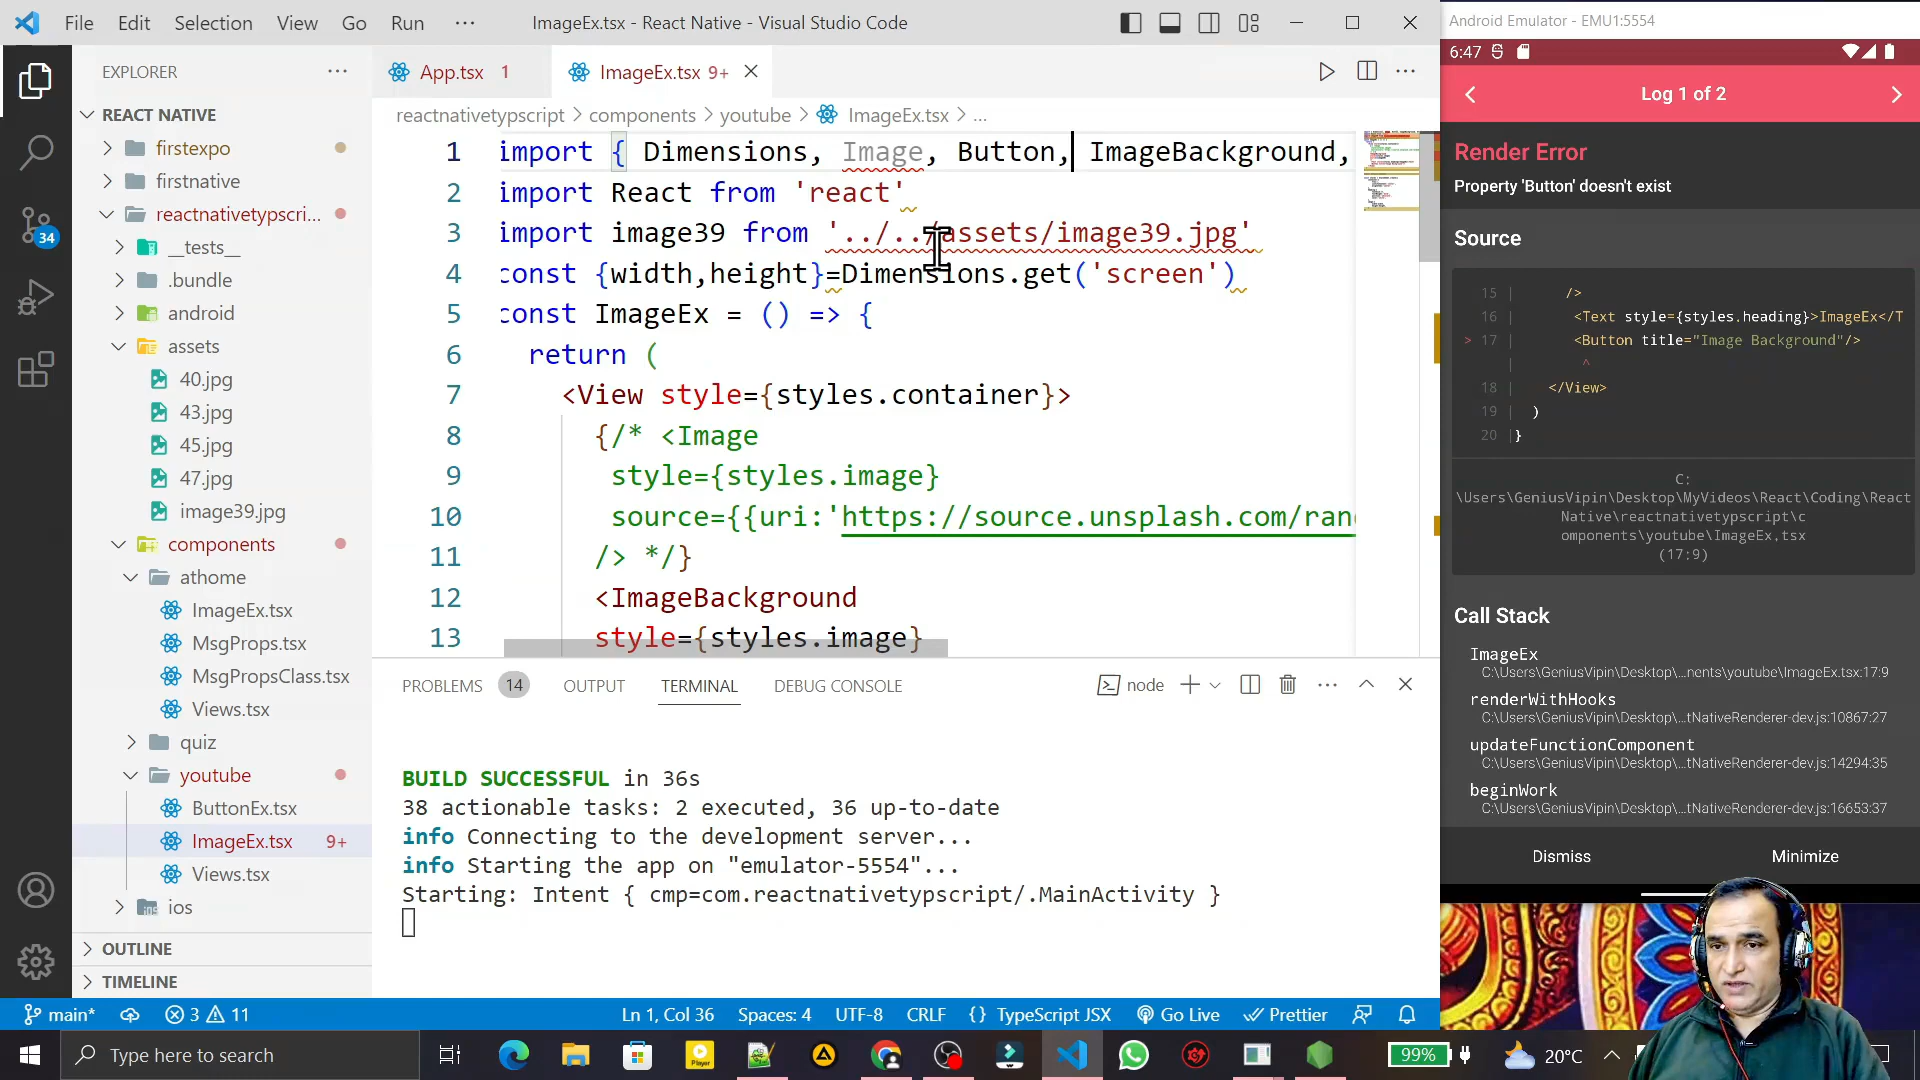 File Edit Selection View Go Run ··· ImageEx.tsx - React Native - Visual Studio Code
EXPLORER
REACT NATIVE
firstexpo
firstnative
reactnativetypscri...
__tests__
.bundle
android
assets
40.jpg
43.jpg
45.jpg
47.jpg
image39.jpg
components
athome
ImageEx.tsx
MsgProps.tsx
MsgPropsClass.tsx
Views.tsx
quiz
youtube
ButtonEx.tsx
ImageEx.tsx 9+
Views.tsx
ios
OUTLINE
TIMELINE
34
App.tsx 1
ImageEx.tsx 9+
reactnativetypscript > components > youtube > ImageEx.tsx > ...
1 import { Dimensions, Image, Button, ImageBackground,
2 import React from 'react'
3 import image39 from '../../assets/image39.jpg'
4 const {width,height}=Dimensions.get('screen')
5 const ImageEx = () => {
6 return (
7 <View style={styles.container}>
8 {/* <Image
9 style={styles.image}
10 source={{uri:'https://source.unsplash.com/ran
11 /> */}
12 <ImageBackground
13 style={styles.image}
PROBLEMS 14 OUTPUT TERMINAL DEBUG CONSOLE node
BUILD SUCCESSFUL in 36s
38 actionable tasks: 2 executed, 36 up-to-date
info Connecting to the development server...
info Starting the app on "emulator-5554"...
Starting: Intent { cmp=com.reactnativetypscript/.MainActivity }
main* 3 11 Ln 1, Col 36 Spaces: 4 UTF-8 CRLF {} TypeScript JSX Go Live Prettier
Android Emulator - EMU1:5554
6:47
Log 1 of 2
Render Error
Property 'Button' doesn't exist
Source
15 | />
16 | <Text style={styles.heading}>ImageEx</T
> 17 | <Button title="Image Background"/>
| ^
18 | </View>
19 | )
20 |}
C:
\Users\GeniusVipin\Desktop\MyVideos\React\Coding\React
Native\reactnativetypscript\c
omponents\youtube\ImageEx.tsx
(17:9)
Call Stack
ImageEx
C:\Users\GeniusVipin\Desktop\...nents\youtube\ImageEx.tsx:17:9
renderWithHooks
C:\Users\GeniusVipin\Desktop\...tNativeRenderer-dev.js:10867:27
updateFunctionComponent
C:\Users\GeniusVipin\Desktop\...tNativeRenderer-dev.js:14294:35
beginWork
C:\Users\GeniusVipin\Desktop\...tNativeRenderer-dev.js:16653:37
Dismiss Minimize
Type here to search
Player
99%
20°C